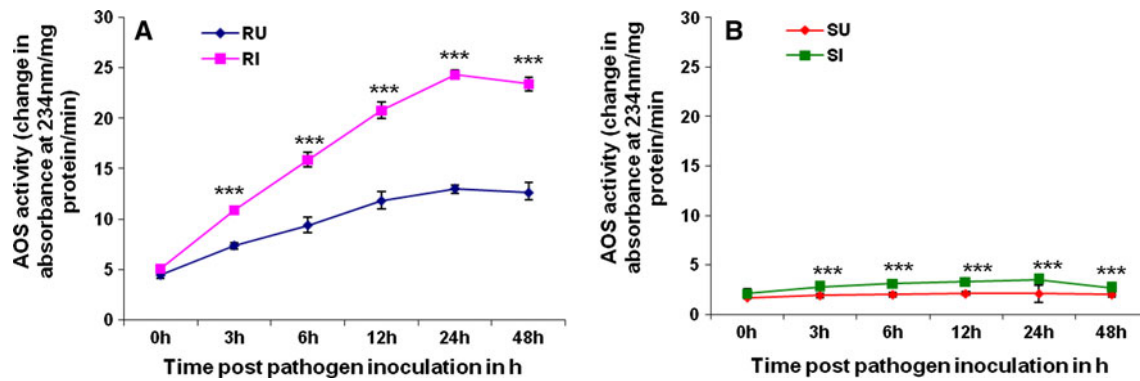 A
RU
RI
AOS activity (change in
absorbance at 234nm/mg
protein/min)
30
25
20
15
10
5
0
***
***
***
***
***
0h
3h
6h
12h
24h
48h
Time post pathogen inoculation in h
B
SU
SI
AOS activity (change in
absorbance at 234nm/mg
protein/min
30
25
20
15
10
5
0
***
***
***
***
***
0h
3h
6h
12h
24h
48h
Time post pathogen inoculation in h